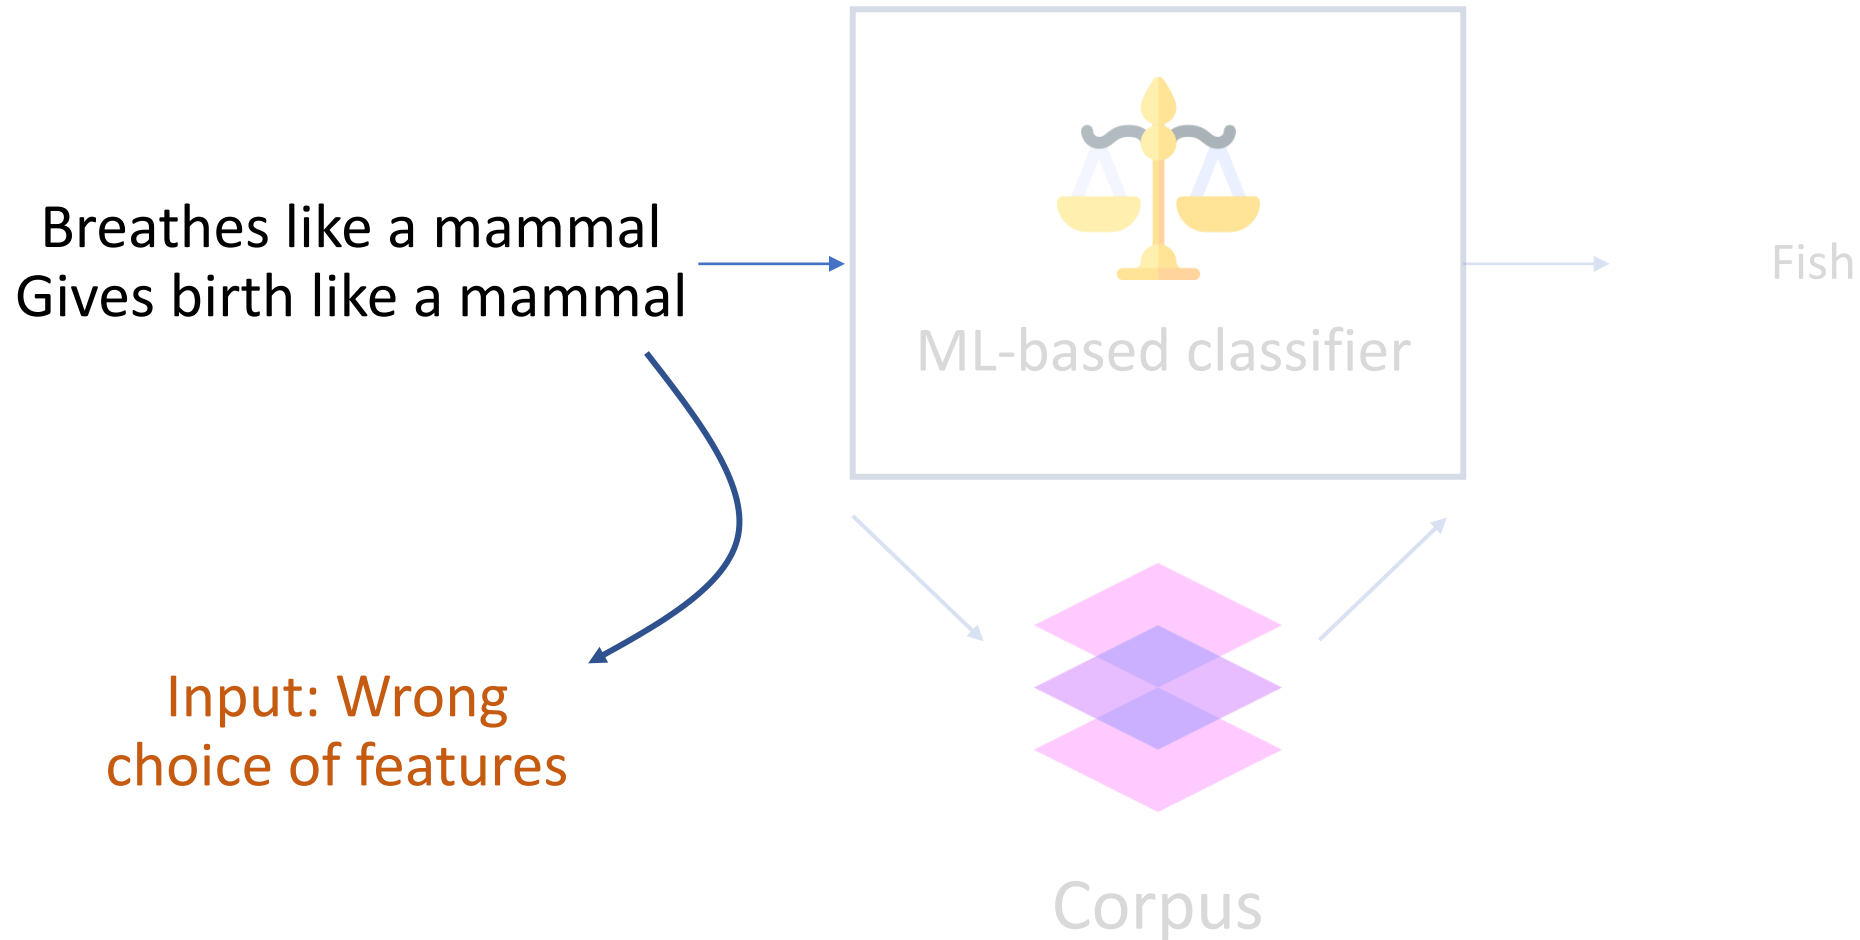 Breathes like a mammal
Gives birth like a mammal
ML-based classifier
Fish
Input: Wrong
choice of features
Corpus